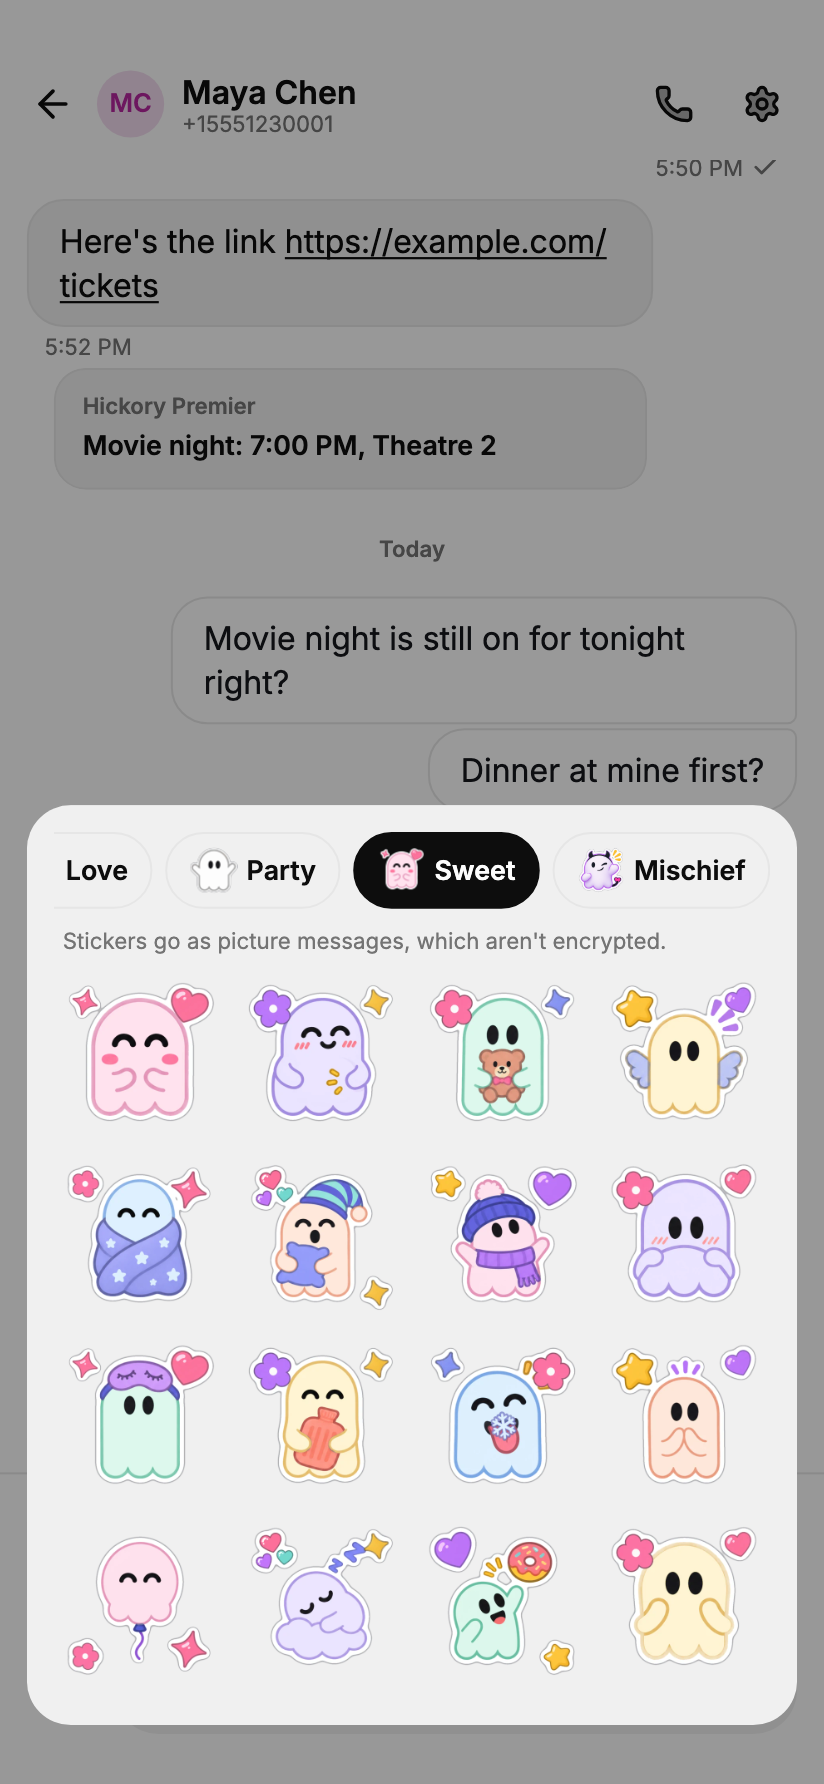 MC
Maya Chen
+15551230001
5:50 PM
Here's the link https://example.com/
tickets
5:52 PM
Hickory Premier
Movie night: 7:00 PM, Theatre 2
Today
Movie night is still on for tonight
right?
Dinner at mine first?
Love
Party
Sweet
Mischief
Stickers go as picture messages, which aren't encrypted.